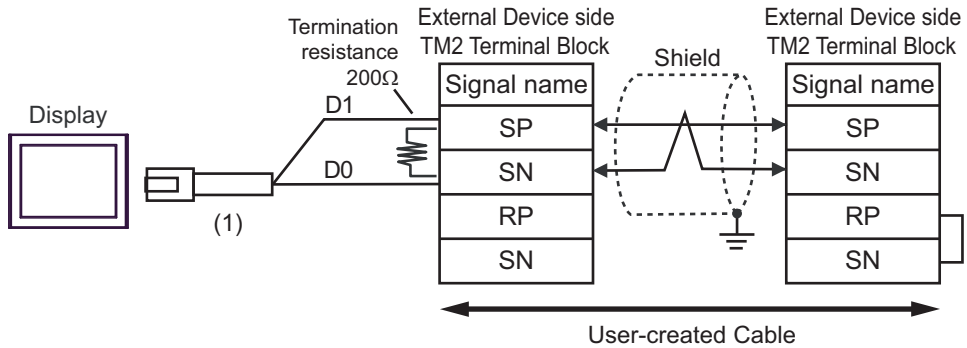 External Device side
TM2 Terminal Block
External Device side
TM2 Terminal Block
Termination
resistance
200Ω
Shield
Signal name
Signal name
Display
D1
SP
SP
D0
SN
SN
(1)
RP
RP
SN
SN
User-created Cable